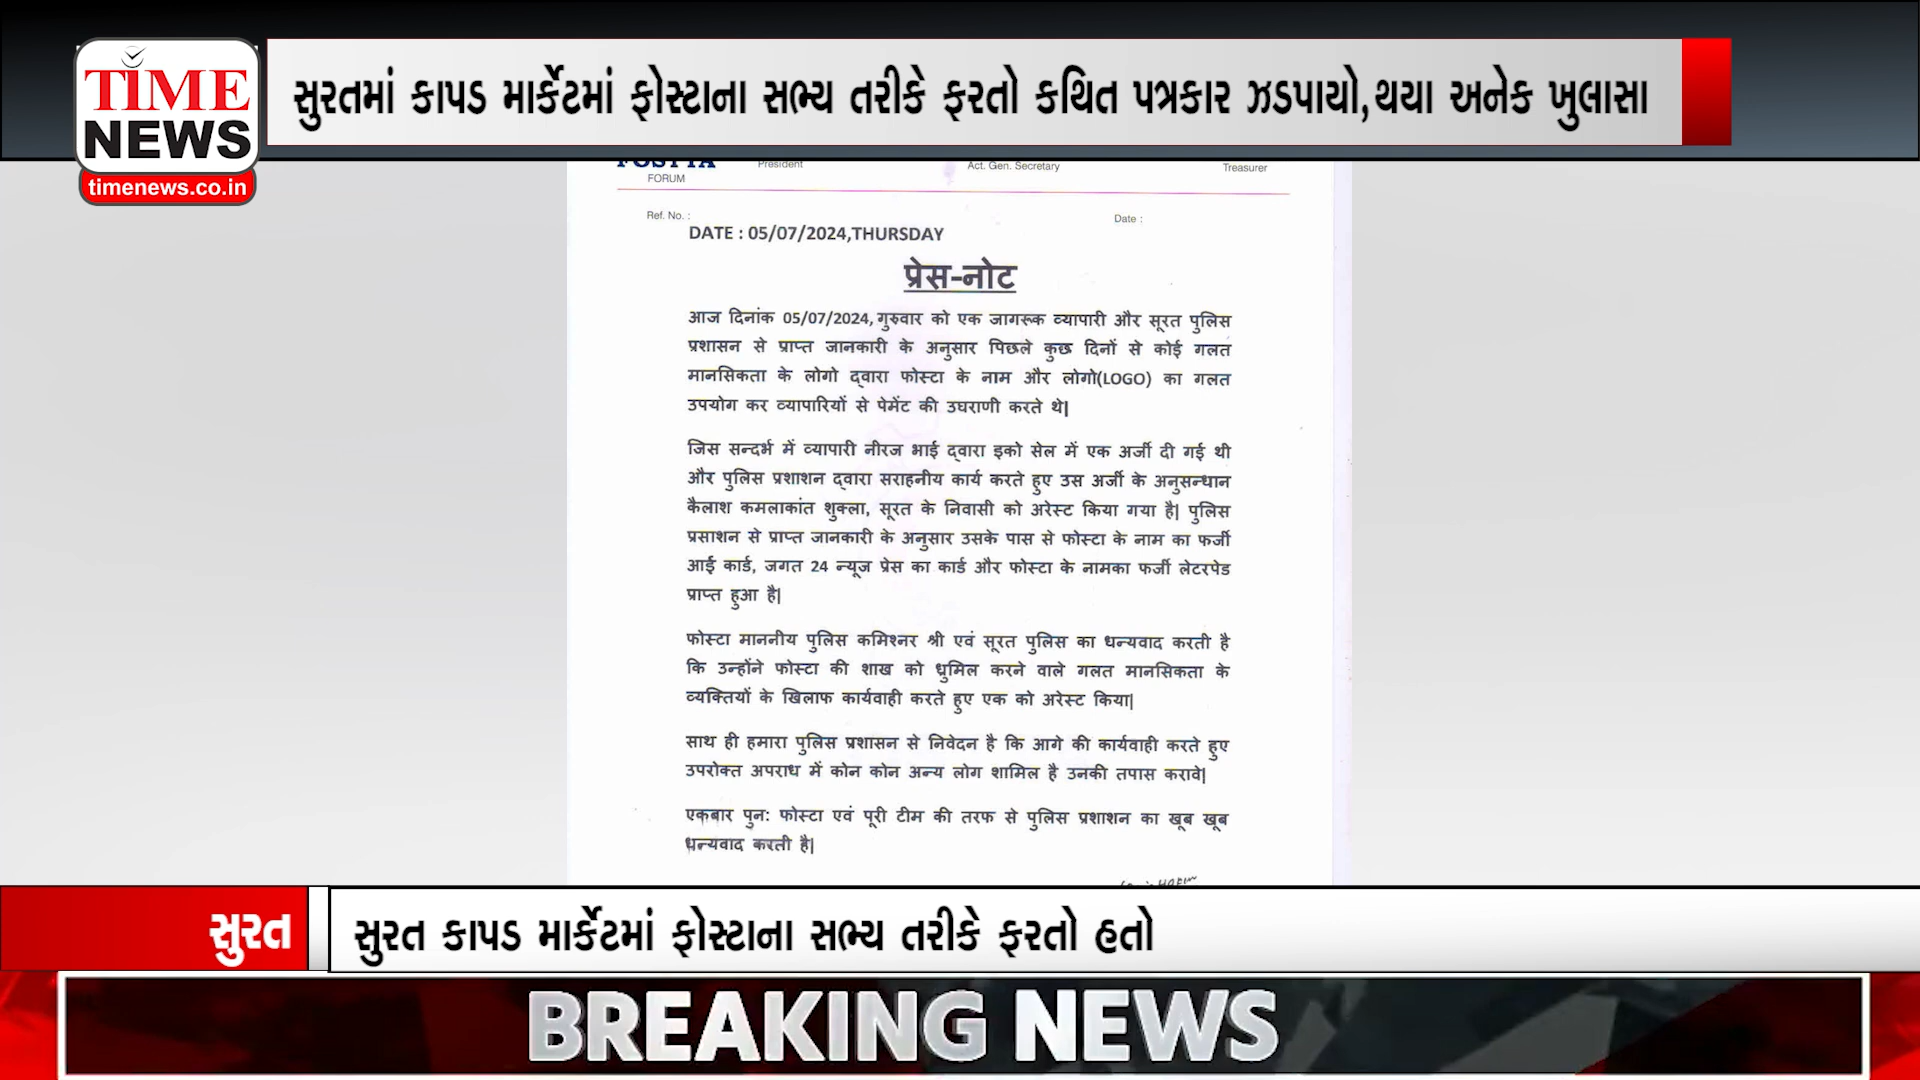 સુરતમાં કાપડ માર્કેટમાં ફોસ્ટાના સભ્ય તરીકે ફરતો કથિત પત્રકાર ઝડપાયો,થયા અનેક ખુલાસા
TIME
NEWS
timenews.co.in
FOSTTA
FORUM
President
Act. Gen. Secretary
Treasurer
Ref. No. :
Date :
DATE : 05/07/2024,THURSDAY
प्रेस-नोट
आज दिनांक 05/07/2024,गुरुवार को एक जागरूक व्यापारी और सूरत पुलिस
प्रशासन से प्राप्त जानकारी के अनुसार पिछले कुछ दिनों से कोई गलत
मानसिकता के लोगो द्वारा फोस्टा के नाम और लोगो(LOGO) का गलत
उपयोग कर व्यापारियों से पेमेंट की उघराणी करते थे|
जिस सन्दर्भ में व्यापारी नीरज भाई द्वारा इको सेल में एक अर्जी दी गई थी
और पुलिस प्रशाशन द्वारा सराहनीय कार्य करते हुए उस अर्जी के अनुसन्धान
कैलाश कमलाकांत शुक्ला, सूरत के निवासी को अरेस्ट किया गया है| पुलिस
प्रसाशन से प्राप्त जानकारी के अनुसार उसके पास से फोस्टा के नाम का फर्जी
आई कार्ड, जगत 24 न्यूज प्रेस का कार्ड और फोस्टा के नामका फर्जी लेटरपेड
प्राप्त हुआ है|
फोस्टा माननीय पुलिस कमिश्नर श्री एवं सूरत पुलिस का धन्यवाद करती है
कि उन्होंने फोस्टा की शाख को धुमिल करने वाले गलत मानसिकता के
व्यक्तियों के खिलाफ कार्यवाही करते हुए एक को अरेस्ट किया|
साथ ही हमारा पुलिस प्रशासन से निवेदन है कि आगे की कार्यवाही करते हुए
उपरोक्त अपराध में कोन कोन अन्य लोग शामिल है उनकी तपास करावे|
एकबार पुन: फोस्टा एवं पूरी टीम की तरफ से पुलिस प्रशाशन का खूब खूब
धन्यवाद करती है|
સુરત
સુરત કાપડ માર્કેટમાં ફોસ્ટાના સભ્ય તરીકે ફરતો હતો
BREAKING NEWS